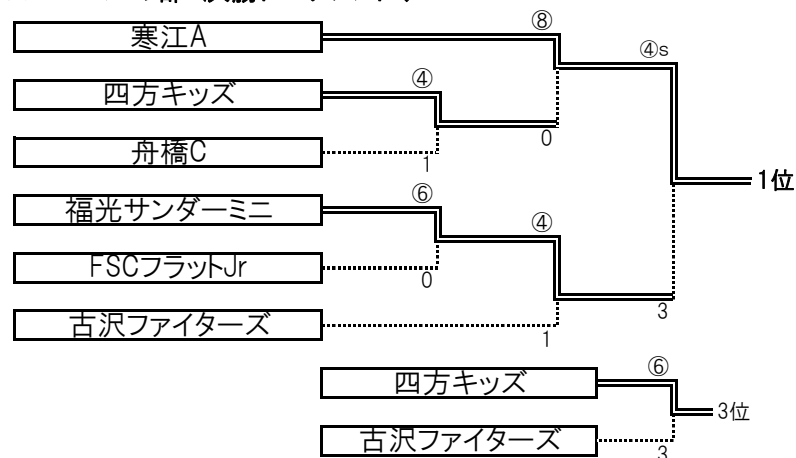 ⑧
寒江A
④s
④
四方キッズ
0
舟橋C
1
1位
⑥
福光サンダーミニ
④
FSCフラットJr
0
3
古沢ファイターズ
1
⑥
四方キッズ
3位
古沢ファイターズ
3